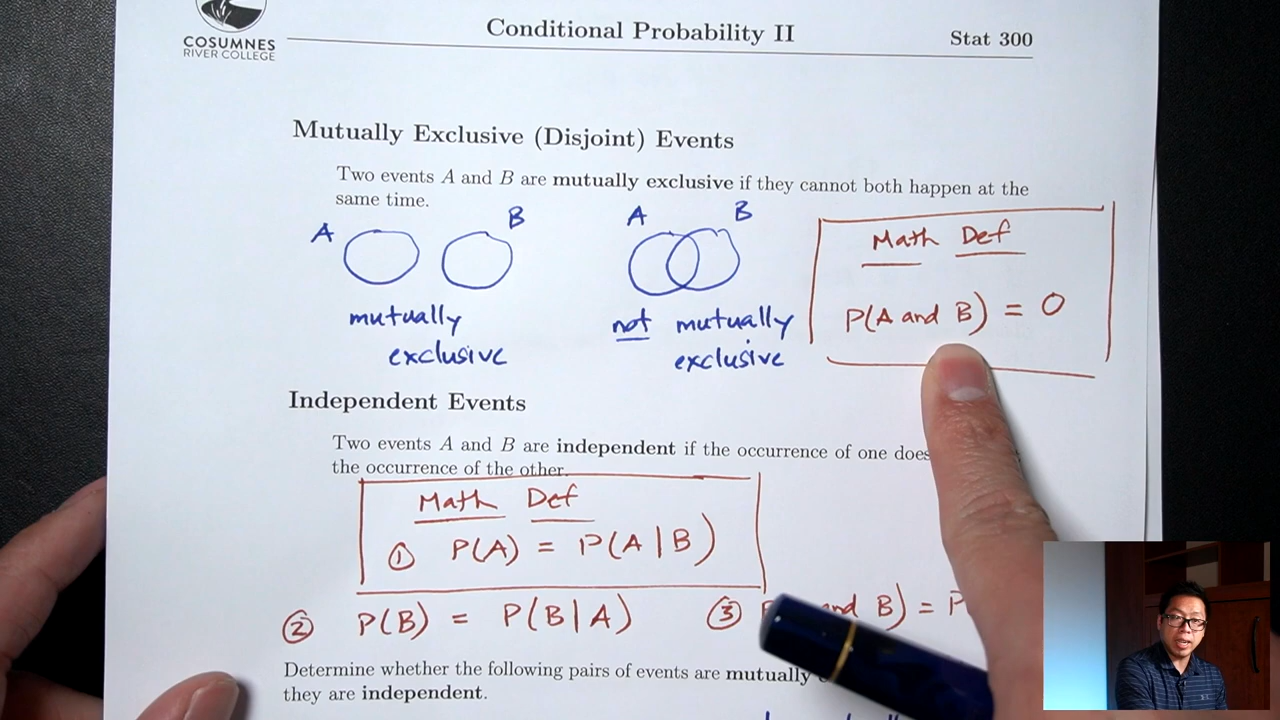 COSUMNES
RIVER COLLEGE
Conditional Probability II
Stat 300
Mutually Exclusive (Disjoint) Events
Two events A and B are mutually exclusive if they cannot both happen at the
same time.
A
B
mutually
exclusive
A
B
not mutually
exclusive
Math Def
P(A and B) = 0
Independent Events
Two events A and B are independent if the occurrence of one does
the occurrence of the other.
Math Def
① P(A) = P(A|B)
② P(B) = P(B|A)
③ and B) = P
Determine whether the following pairs of events are mutually
they are independent.